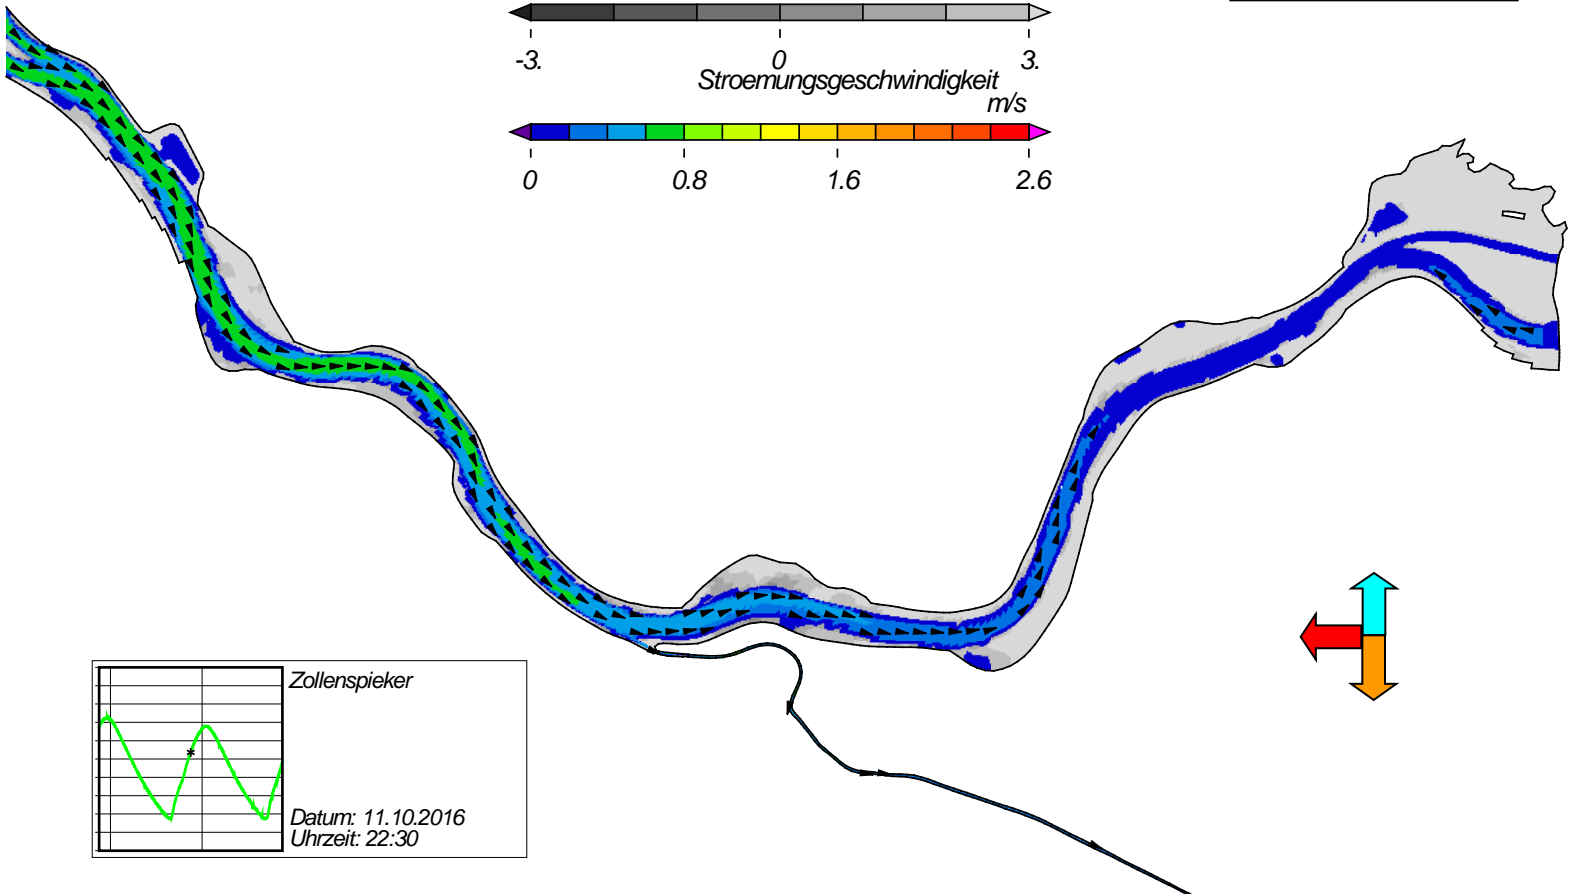 -3. 0 3.
Stroemungsgeschwindigkeit
m/s
0 0.8 1.6 2.6
Zollenspieker
Datum: 11.10.2016
Uhrzeit: 22:30